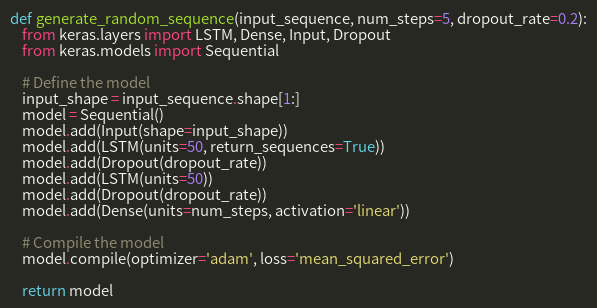 def generate_random_sequence(input_sequence, num_steps=5, dropout_rate=0.2):
from keras.layers import LSTM, Dense, Input, Dropout
from keras.models import Sequential
# Define the model
input_shape = input_sequence.shape[1:]
model = Sequential()
model.add(Input(shape=input_shape))
model.add(LSTM(units=50, return_sequences=True))
model.add(Dropout(dropout_rate))
model.add(LSTM(units=50))
model.add(Dropout(dropout_rate))
model.add(Dense(units=num_steps, activation='linear'))
# Compile the model
model.compile(optimizer='adam', loss='mean_squared_error')
return model